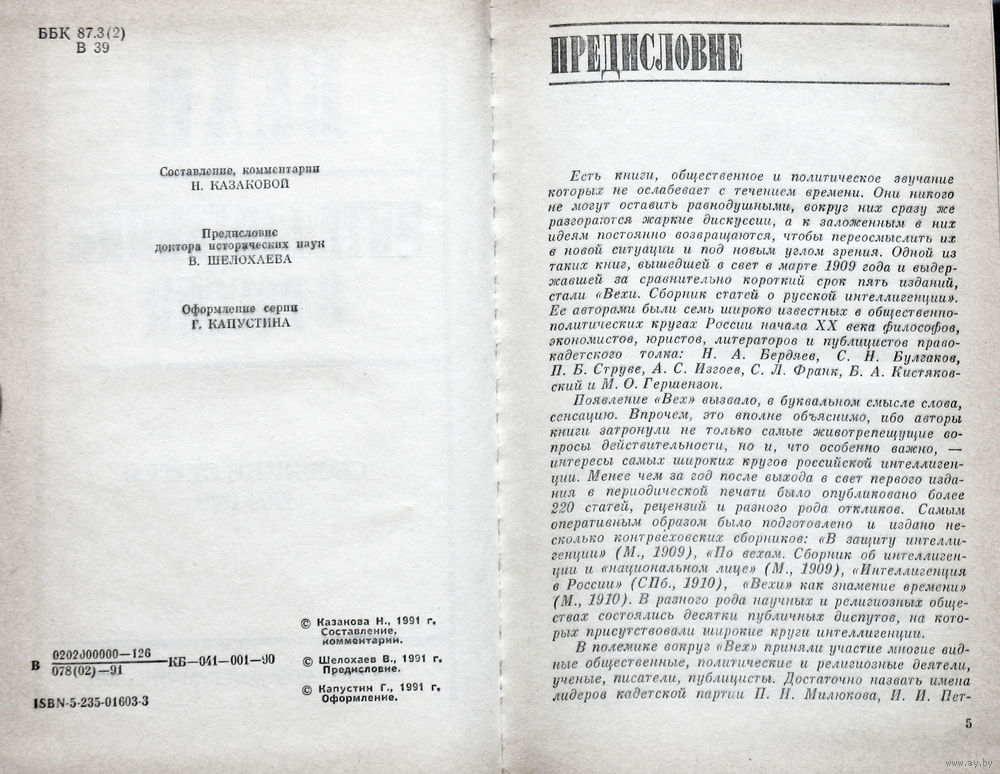 ББК 87.3(2)
В 39
Составление, комментарии
Н. КАЗАКОВОЙ
Предисловие
доктора исторических наук
В. ШЕЛОХАЕВА
Оформление серии
Г. КАПУСТИНА
© Казакова Н., 1991 г.
Составление,
комментарии.
В 0202000000—126
078(02)—91
КБ—041—001—90
© Шелохаев В., 1991 г.
Предисловие.
© Капустин Г., 1991 г.
Оформление.
ISBN-5-235-01603-3
ПРЕДИСЛОВИЕ
Есть книги, общественное и политическое звучание
которых не ослабевает с течением времени. Они никого
не могут оставить равнодушными, вокруг них сразу же
разгораются жаркие дискуссии, а к заложенным в них
идеям постоянно возвращаются, чтобы переосмыслить их
в новой ситуации и под новым углом зрения. Одной из
таких книг, вышедшей в свет в марте 1909 года и выдер-
жавшей за сравнительно короткий срок пять изданий,
стали «Вехи. Сборник статей о русской интеллигенции».
Ее авторами были семь широко известных в общественно-
политических кругах России начала XX века философов,
экономистов, юристов, литераторов и публицистов право-
кадетского толка: Н. А. Бердяев, С. Н. Булгаков,
П. Б. Струве, А. С. Изгоев, С. Л. Франк, Б. А. Кистяков-
ский и М. О. Гершензон.
Появление «Вех» вызвало, в буквальном смысле слова,
сенсацию. Впрочем, это вполне объяснимо, ибо авторы
книги затронули не только самые животрепещущие во-
просы действительности, но и, что особенно важно, —
интересы самых широких кругов российской интеллиген-
ции. Менее чем за год после выхода в свет первого изда-
ния в периодической печати было опубликовано более
220 статей, рецензий и разного рода откликов. Самым
оперативным образом было подготовлено и издано не-
сколько контрвеховских сборников: «В защиту интелли-
генции» (М., 1909), «По вехам. Сборник об интеллиген-
ции и «национальном лице» (М., 1909), «Интеллигенция
в России» (СПб., 1910), «Вехи» как знамение времени»
(М., 1910). В разного рода научных и религиозных обще-
ствах состоялись десятки публичных диспутов, на кото-
рых присутствовали широкие круги интеллигенции.
В полемике вокруг «Вех» приняли участие многие вид-
ные общественные, политические и религиозные деятели,
ученые, писатели, публицисты. Достаточно назвать имена
лидеров кадетской партии П. Н. Милюкова, И. И. Пет-
5
www.ay.by